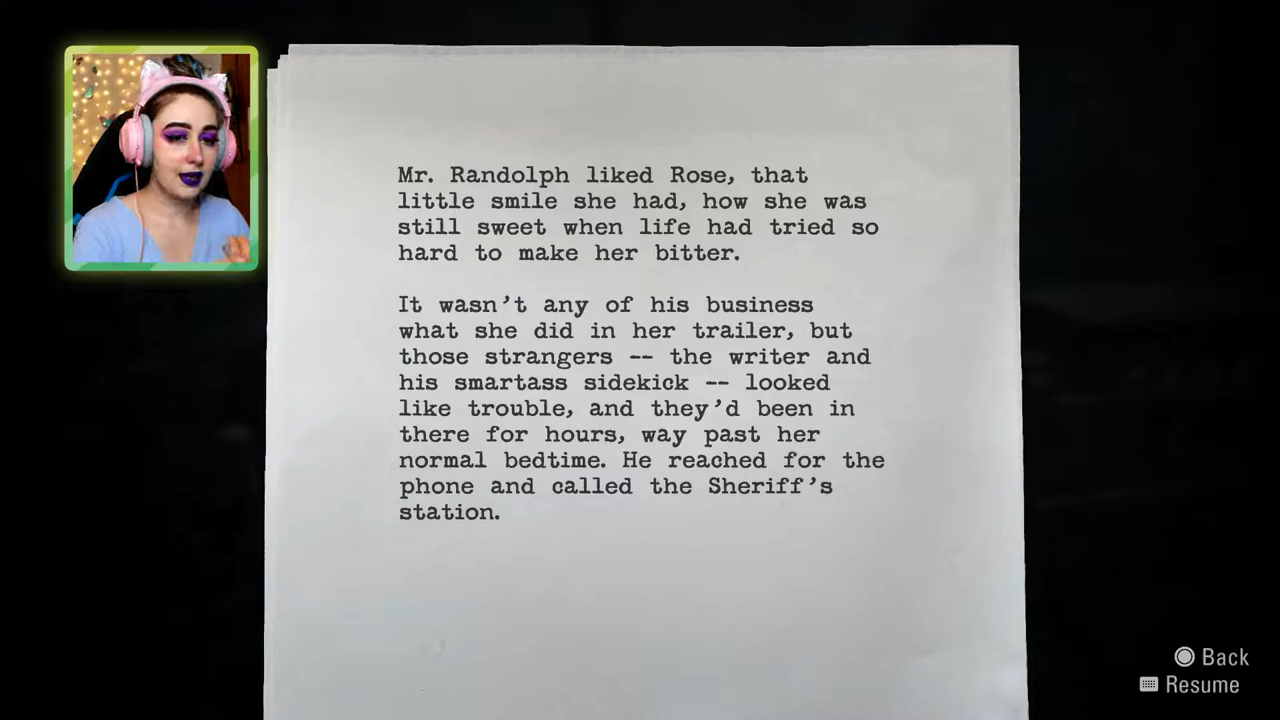 Mr. Randolph liked Rose, that
little smile she had, how she was
still sweet when life had tried so
hard to make her bitter.
It wasn't any of his business
what she did in her trailer, but
those strangers -- the writer and
his smartass sidekick -- looked
like trouble, and they'd been in
there for hours, way past her
normal bedtime. He reached for the
phone and called the Sheriff's
station.
Back
Resume